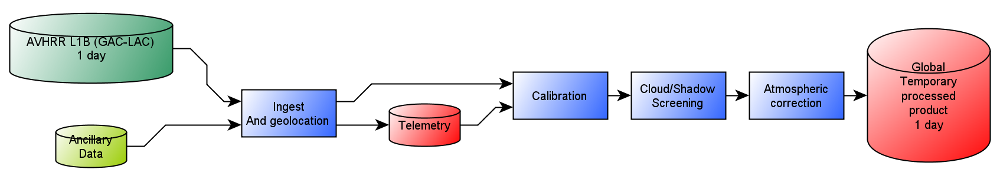 AVHRR L1B (GAC-LAC)
1 day
Ancillary
Data
Ingest
And geolocation
Telemetry
Calibration
Cloud/Shadow
Screening
Atmospheric
correction
Global
Temporary
processed
product
1 day